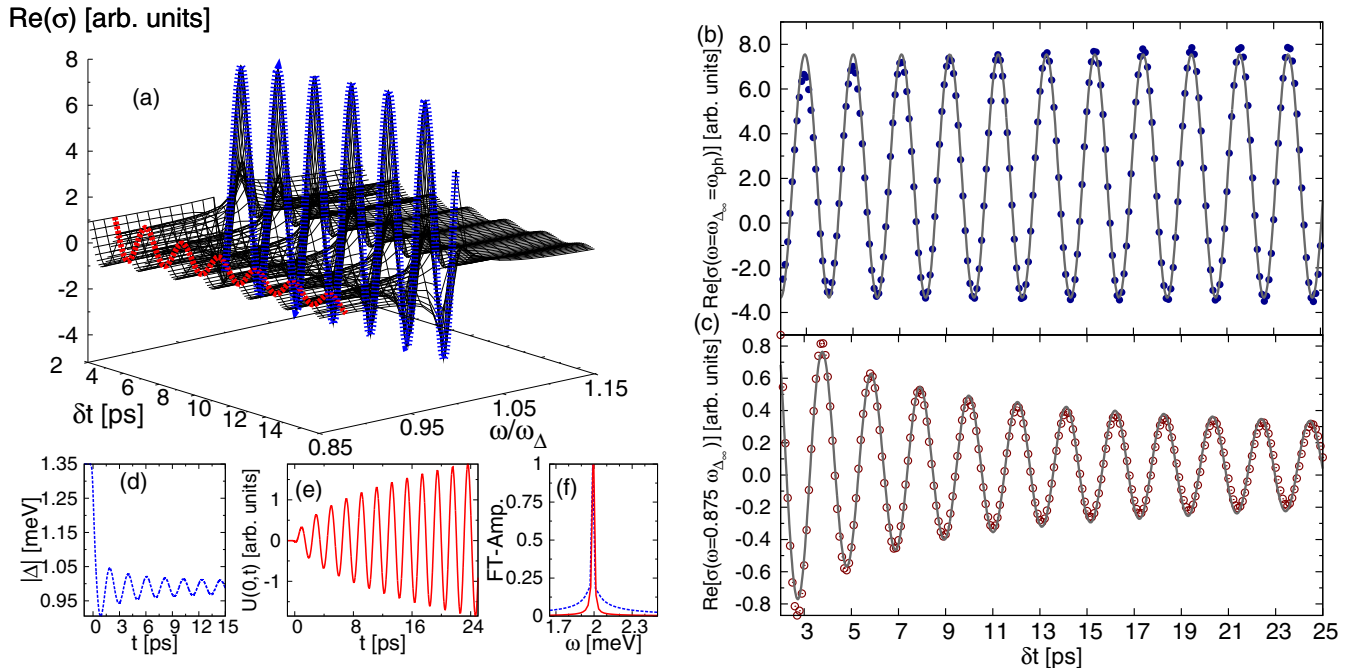 Re(σ) [arb. units]
(a)
8
6
4
2
0
-2
-4
2
4
6
8
10
12
14
δt [ps]
0.85
0.95
1.05
1.15
ω/ω_Δ
(b)
Re[σ(ω=ω_Δ∞ =ω_ph)] [arb. units]
8.0
6.0
4.0
2.0
0.0
-2.0
-4.0
(c)
Re[σ(ω=0.875 ω_Δ∞ )] [arb. units]
0.8
0.6
0.4
0.2
0.0
-0.2
-0.4
-0.6
-0.8
3 5 7 9 11 13 15 17 19 21 23 25
δt [ps]
(d)
|Δ| [meV]
1.35
1.25
1.15
1.05
0.95
0 3 6 9 12 15
t [ps]
(e)
U(0,t) [arb. units]
1
0
-1
0 8 16 24
t [ps]
(f)
FT-Amp.
1
0.75
0.5
0.25
0
1.7 2 2.3
ω [meV]